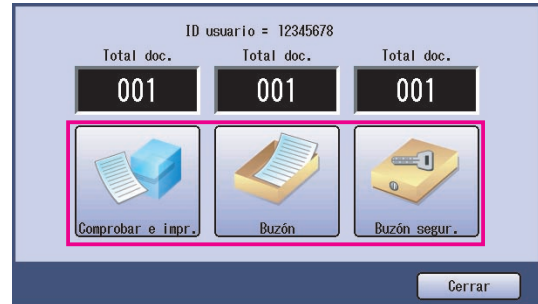 ID usuario = 12345678
Total doc. Total doc. Total doc.
001 001 001
Comprobar e impr. Buzón Buzón segur.
Cerrar